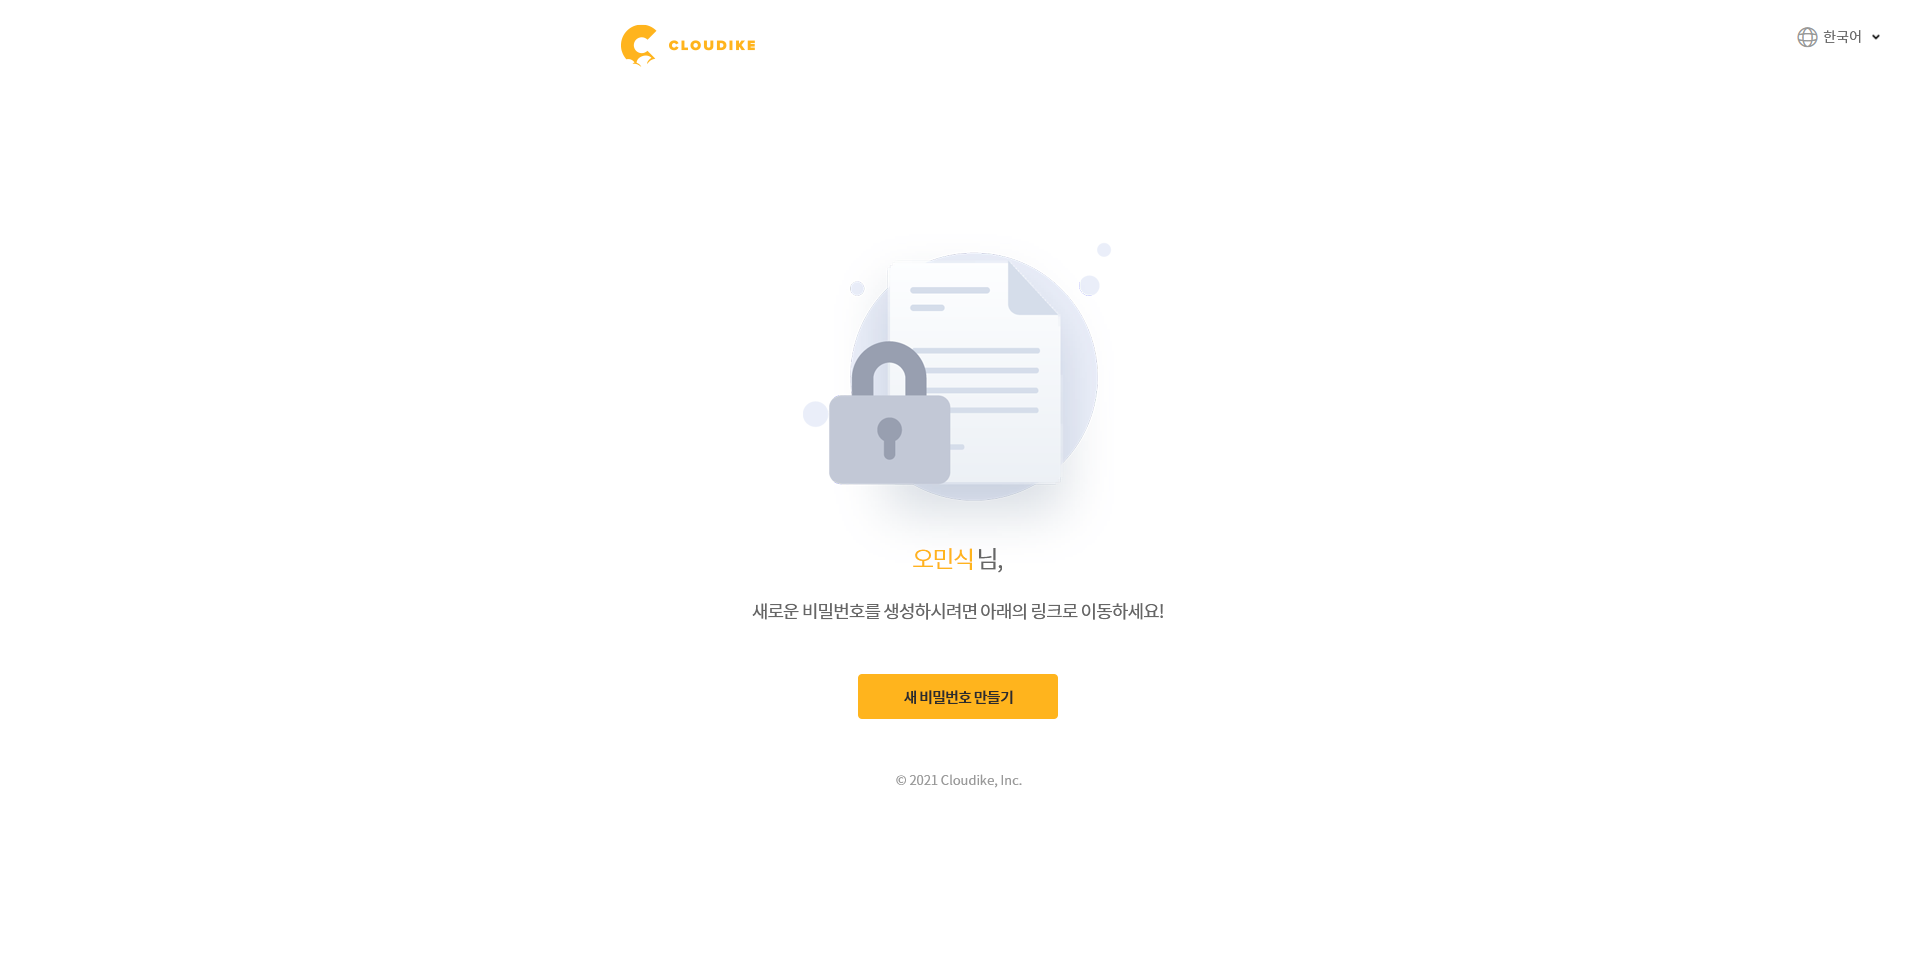 CLOUDIKE
한국어
오민식 님,
새로운 비밀번호를 생성하시려면 아래의 링크로 이동하세요!
새 비밀번호 만들기
© 2021 Cloudike, Inc.